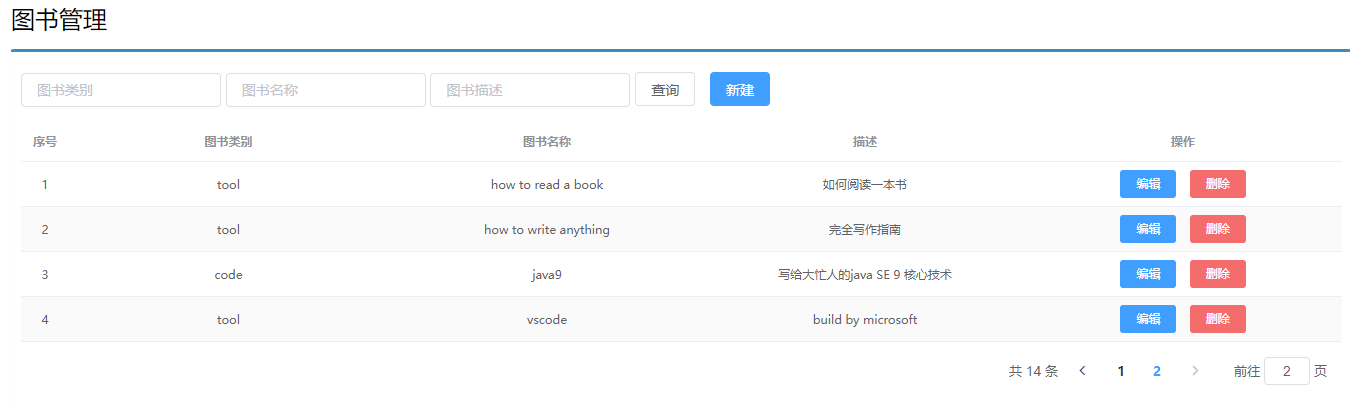 图书管理
图书类别 图书名称 图书描述 查询 新建
序号 图书类别 图书名称 描述 操作
1 tool how to read a book 如何阅读一本书 编辑 删除
2 tool how to write anything 完全写作指南 编辑 删除
3 code java9 写给大忙人的java SE 9 核心技术 编辑 删除
4 tool vscode build by microsoft 编辑 删除
共 14 条 1 2 前往 2 页